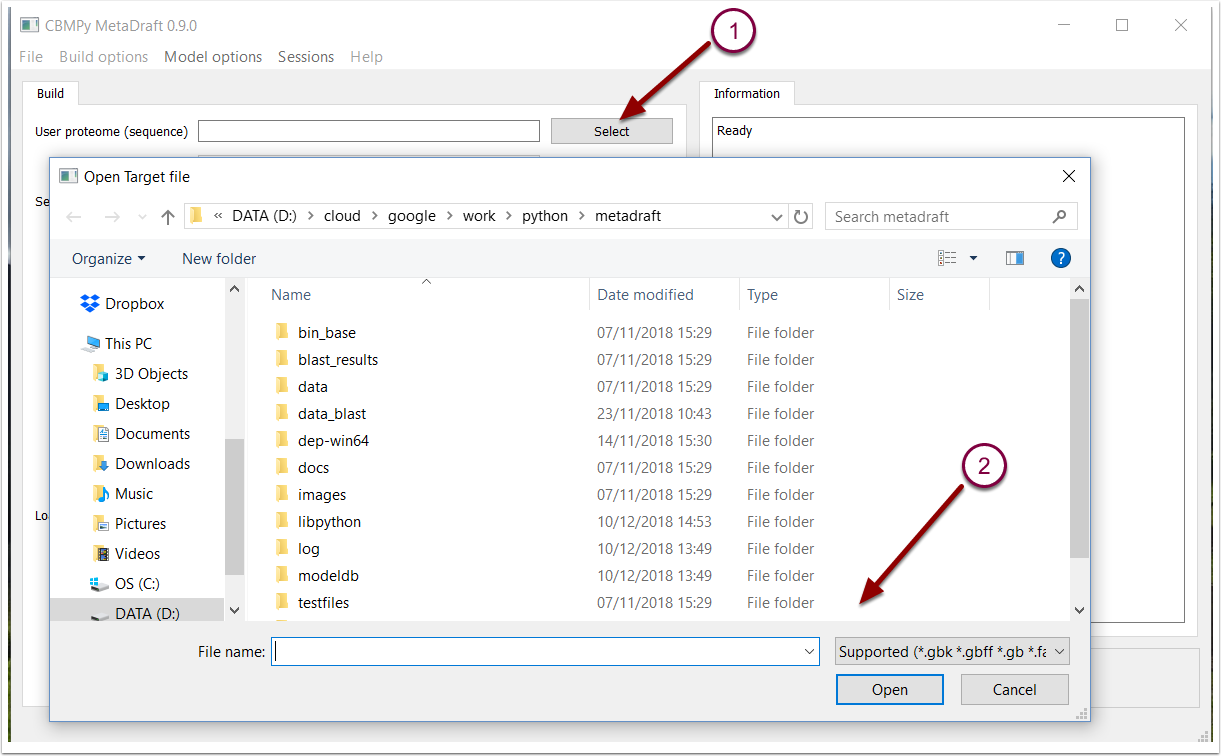 CBMPy MetaDraft 0.9.0
1
File Build options Model options Sessions Help
Build
Information
User proteome (sequence) Select
Ready
Open Target file
Se
« DATA (D:) > cloud > google > work > python > metadraft
Search metadraft
Organize New folder
?
Name Date modified Type Size
Dropbox
This PC
3D Objects
Desktop
Documents
Downloads
Music
Pictures
Videos
OS (C:)
DATA (D:)
Lo
bin_base 07/11/2018 15:29 File folder
blast_results 07/11/2018 15:29 File folder
data 07/11/2018 15:29 File folder
data_blast 23/11/2018 10:43 File folder
dep-win64 14/11/2018 15:30 File folder
docs 07/11/2018 15:29 File folder
images 07/11/2018 15:29 File folder
libpython 10/12/2018 14:53 File folder
log 10/12/2018 13:49 File folder
modeldb 10/12/2018 13:49 File folder
testfiles 07/11/2018 15:29 File folder
2
File name:
Supported (*.gbk *.gbff *.gb *.fa
Open Cancel